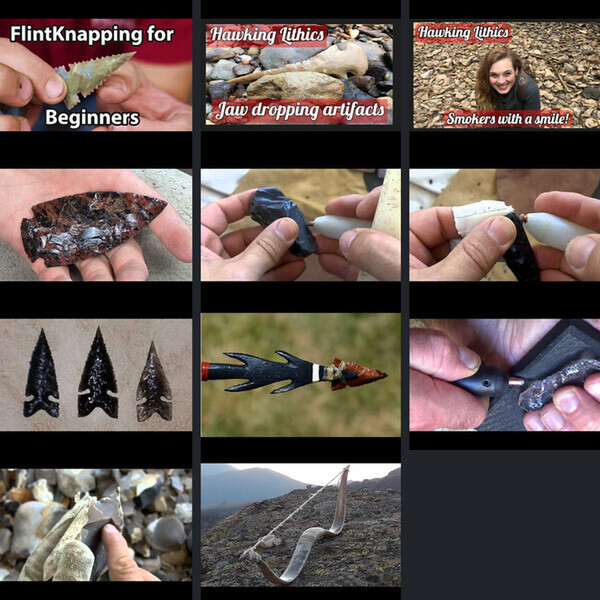 FlintKnapping for
Beginners
Hawking Lithics
Jaw dropping artifacts
Hawking Lithics
Smokers with a smile!